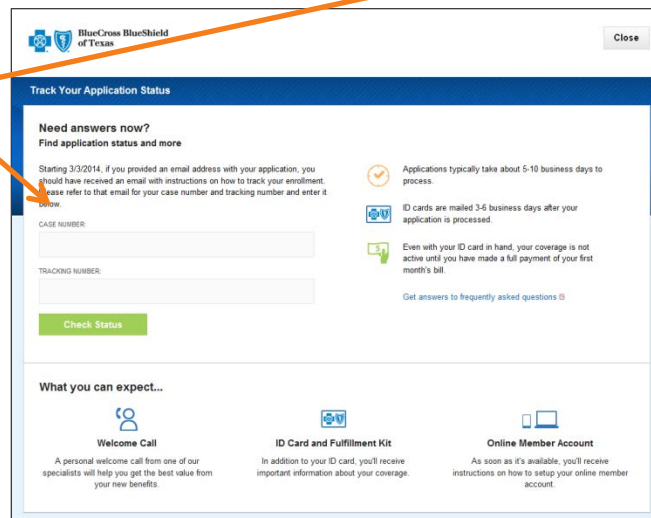 BlueCross BlueShield
of Texas
Close
Track Your Application Status
Need answers now?
Find application status and more
Starting 3/3/2014, if you provided an email address with your application, you
should have received an email with instructions on how to track your enrollment.
Please refer to that email for your case number and tracking number and enter it
below.
CASE NUMBER:
TRACKING NUMBER:
Check Status
Applications typically take about 5-10 business days to
process.
ID cards are mailed 3-6 business days after your
application is processed.
Even with your ID card in hand, your coverage is not
active until you have made a full payment of your first
month's bill.
Get answers to frequently asked questions
What you can expect...
Welcome Call
A personal welcome call from one of our
specialists will help you get the best value from
your new benefits.
ID Card and Fulfillment Kit
In addition to your ID card, you'll receive
important information about your coverage.
Online Member Account
As soon as it's available, you'll receive
instructions on how to setup your online member
account.